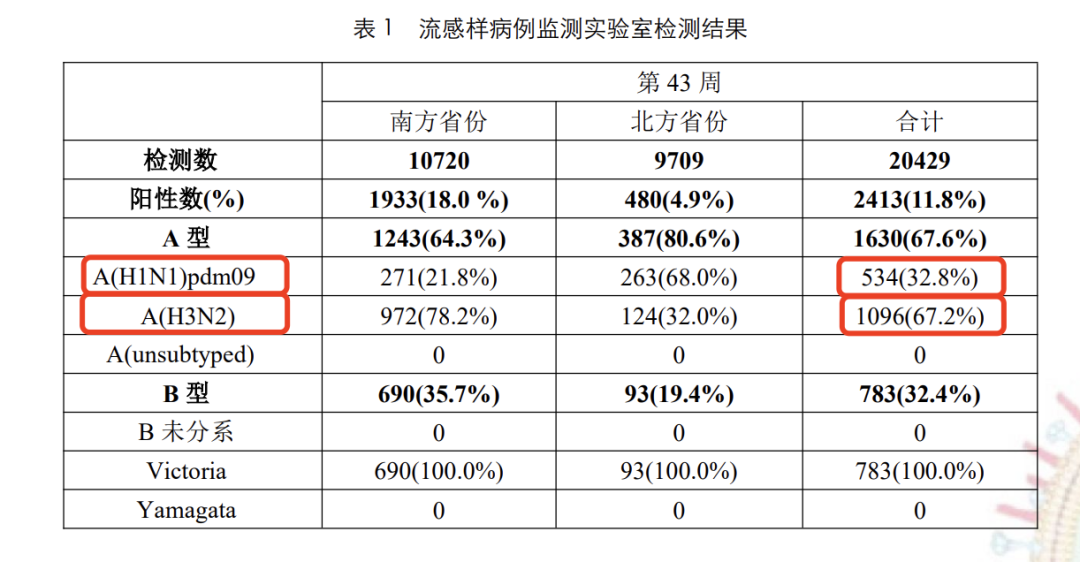 表 1 流感样病例监测实验室检测结果
第 43 周
南方省份 北方省份 合计
检测数 10720 9709 20429
阳性数(%) 1933(18.0 %) 480(4.9%) 2413(11.8%)
A 型 1243(64.3%) 387(80.6%) 1630(67.6%)
A(H1N1)pdm09 271(21.8%) 263(68.0%) 534(32.8%)
A(H3N2) 972(78.2%) 124(32.0%) 1096(67.2%)
A(unsubtyped) 0 0 0
B 型 690(35.7%) 93(19.4%) 783(32.4%)
B 未分系 0 0 0
Victoria 690(100.0%) 93(100.0%) 783(100.0%)
Yamagata 0 0 0